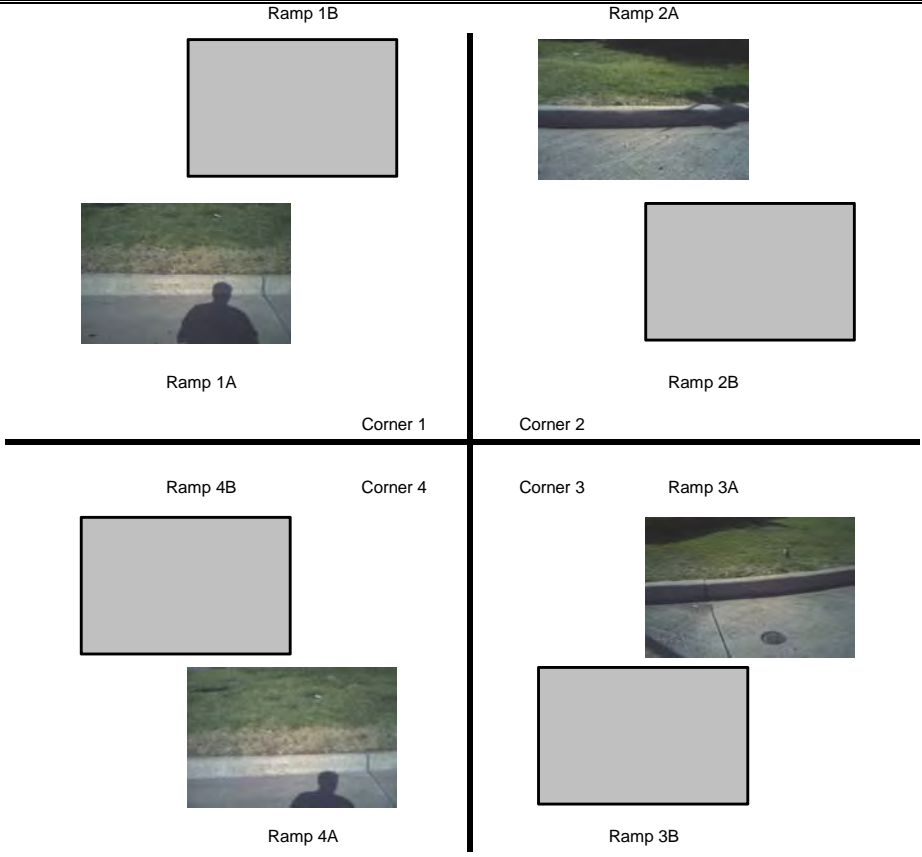 Ramp 1B Ramp 2A
Ramp 1A Ramp 2B
Corner 1 Corner 2
Ramp 4B Corner 4 Corner 3 Ramp 3A
Ramp 4A Ramp 3B